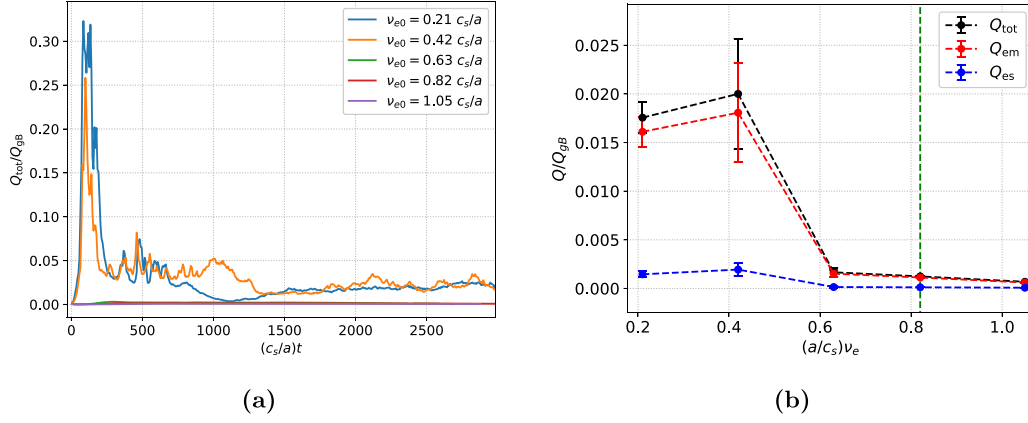 0.30
0.25
0.20
0.15
0.10
0.05
0.00
Q_tot/Q_gB
0 500 1000 1500 2000 2500
(c_s/a)t
ν_e0 = 0.21 c_s/a
ν_e0 = 0.42 c_s/a
ν_e0 = 0.63 c_s/a
ν_e0 = 0.82 c_s/a
ν_e0 = 1.05 c_s/a
(a)
0.025
0.020
0.015
0.010
0.005
0.000
Q/Q_gB
0.2 0.4 0.6 0.8 1.0
(a/c_s)ν_e
Q_tot
Q_em
Q_es
(b)